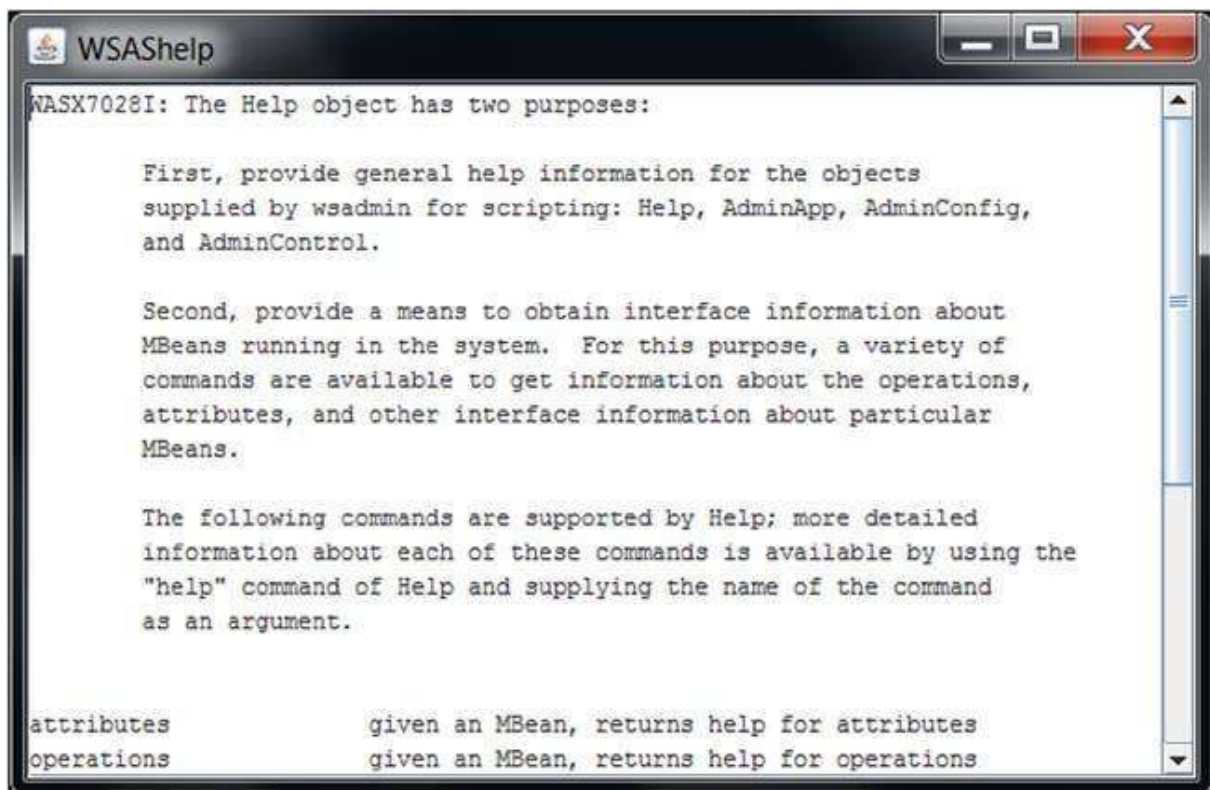 WSAShelp
WASX7028I: The Help object has two purposes:
First, provide general help information for the objects
supplied by wsadmin for scripting: Help, AdminApp, AdminConfig,
and AdminControl.
Second, provide a means to obtain interface information about
MBeans running in the system.  For this purpose, a variety of
commands are available to get information about the operations,
attributes, and other interface information about particular
MBeans.
The following commands are supported by Help; more detailed
information about each of these commands is available by using the
"help" command of Help and supplying the name of the command
as an argument.
attributes                given an MBean, returns help for attributes
operations                given an MBean, returns help for operations